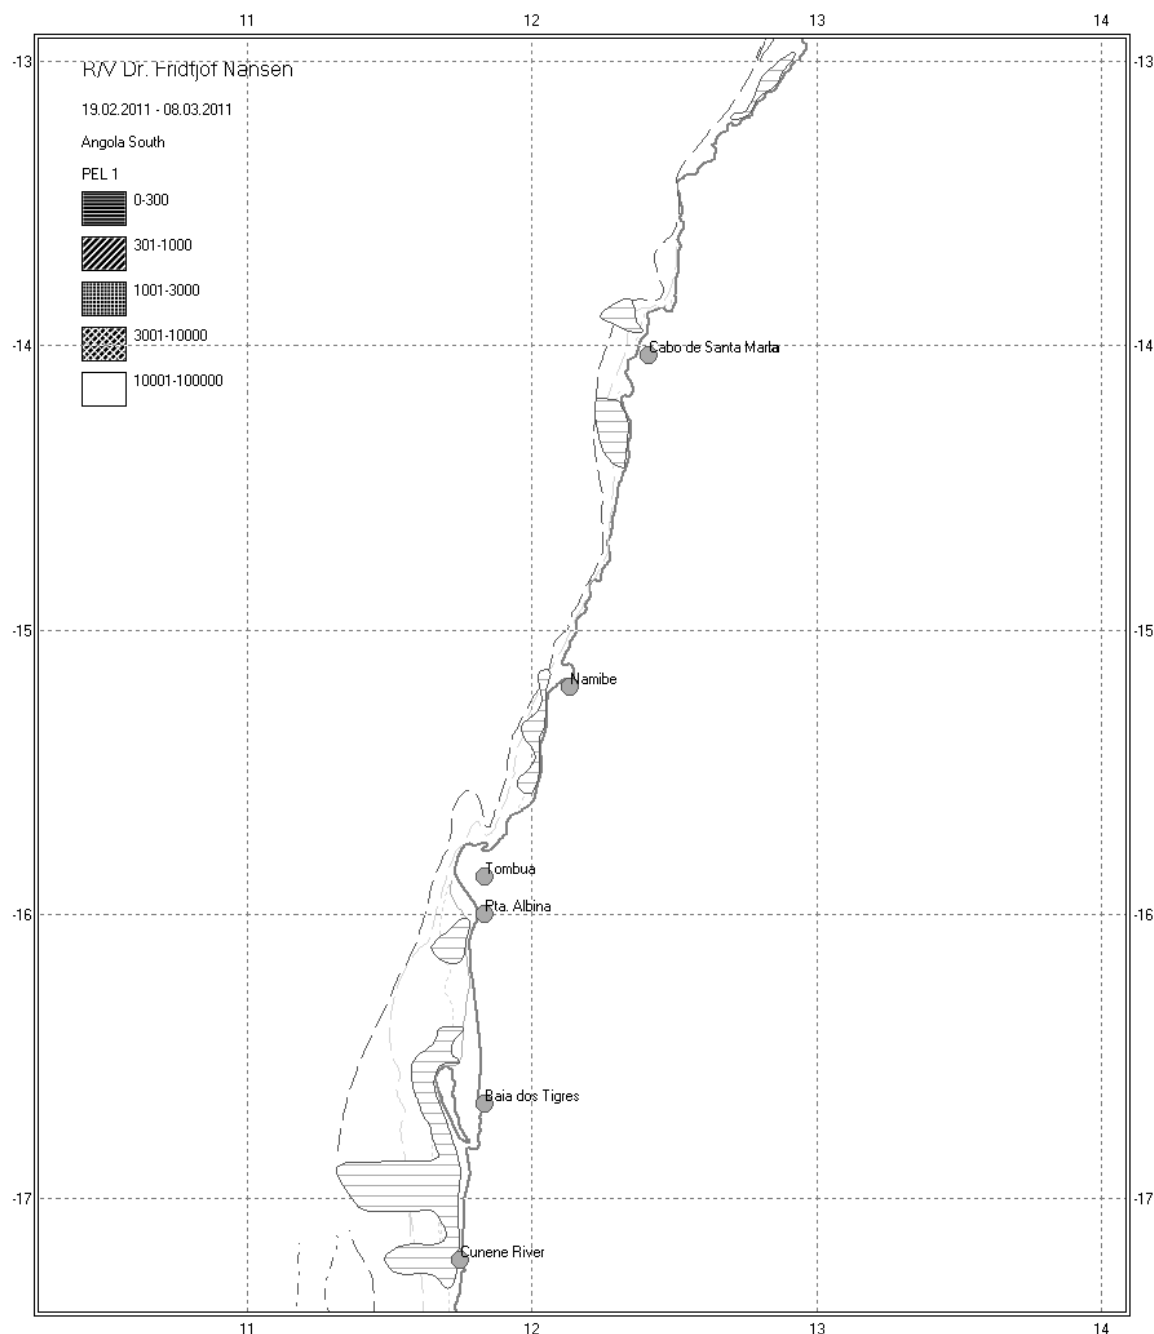 11 12 13 14
-13 -13
R/V Dr. Fridtjof Nansen
19.02.2011 - 08.03.2011
Angola South
PEL 1
0-300
301-1000
1001-3000
3001-10000
10001-100000
-14 -14
Cabo de Santa Marta
-15 -15
Namibe
Tombua
Pta. Albina
-16 -16
Baia dos Tigres
-17 -17
Cunene River
11 12 13 14